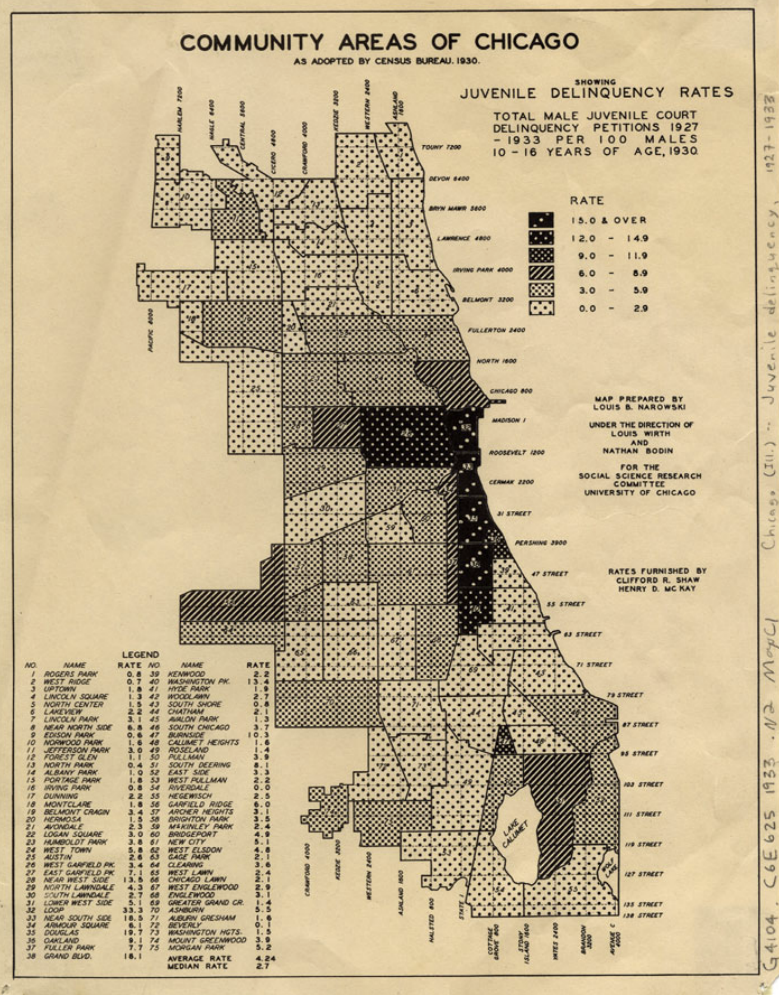 COMMUNITY AREAS OF CHICAGO
AS ADOPTED BY CENSUS BUREAU. 1930.
SHOWING
JUVENILE DELINQUENCY RATES
TOTAL MALE JUVENILE COURT
DELINQUENCY PETITIONS 1927
- 1933 PER 100 MALES
10 - 16 YEARS OF AGE, 1930.
RATE
15.0 & OVER
12.0 - 14.9
9.0 - 11.9
6.0 - 8.9
3.0 - 5.9
0.0 - 2.9
HARLEM 7200
NAGLE 6400
CENTRAL 5600
CICERO 4800
CRAWFORD 4000
KEDZIE 3200
WESTERN 2400
ASHLAND 1600
TOUHY 7200
DEVON 6400
BRYN MAWR 5600
LAWRENCE 4800
IRVING PARK 4000
BELMONT 3200
FULLERTON 2400
NORTH 1600
CHICAGO 800
MADISON 1
ROOSEVELT 1200
CERMAK 2200
31 STREET
PERSHING 3900
47 STREET
55 STREET
63 STREET
71 STREET
79 STREET
87 STREET
95 STREET
103 STREET
111 STREET
119 STREET
127 STREET
135 STREET
138 STREET
PACIFIC 8000
MAP PREPARED BY
LOUIS B. NAROWSKI
UNDER THE DIRECTION OF
LOUIS WIRTH
AND
NATHAN BODIN
FOR THE
SOCIAL SCIENCE RESEARCH
COMMITTEE
UNIVERSITY OF CHICAGO
RATES FURNISHED BY
CLIFFORD R. SHAW
HENRY D. MC KAY
LAKE CALUMET
WOLF LAKE
CRAWFORD 4000
KEDZIE 3200
WESTERN 2400
ASHLAND 1600
HALSTED 800
STATE 1
COTTAGE GROVE 800
STONY ISLAND 1600
YATES 2400
BRANDON 3200
AVENUE C 4000
LEGEND
NO. NAME RATE NO. NAME RATE
1 ROGERS PARK 0.8 39 KENWOOD 2.2
2 WEST RIDGE 0.7 40 WASHINGTON PK. 13.4
3 UPTOWN 1.8 41 HYDE PARK 1.9
4 LINCOLN SQUARE 1.3 42 WOODLAWN 2.7
5 NORTH CENTER 1.5 43 SOUTH SHORE 0.8
6 LAKEVIEW 2.2 44 CHATHAM 2.1
7 LINCOLN PARK 3.1 45 AVALON PARK 1.3
8 NEAR NORTH SIDE 6.8 46 SOUTH CHICAGO 3.7
9 EDISON PARK 0.6 47 BURNSIDE 10.3
10 NORWOOD PARK 1.6 48 CALUMET HEIGHTS 1.6
11 JEFFERSON PARK 3.0 49 ROSELAND 1.4
12 FOREST GLEN 1.1 50 PULLMAN 3.9
13 NORTH PARK 0.4 51 SOUTH DEERING 8.1
14 ALBANY PARK 1.0 52 EAST SIDE 3.3
15 PORTAGE PARK 1.8 53 WEST PULLMAN 2.2
16 IRVING PARK 0.8 54 RIVERDALE 0.0
17 DUNNING 2.2 55 HEGEWISCH 2.5
18 MONTCLARE 1.8 56 GARFIELD RIDGE 6.0
19 BELMONT CRAGIN 3.4 57 ARCHER HEIGHTS 3.1
20 HERMOSA 1.5 58 BRIGHTON PARK 3.5
21 AVONDALE 2.3 59 MCKINLEY PARK 2.4
22 LOGAN SQUARE 3.0 60 BRIDGEPORT 4.9
23 HUMBOLDT PARK 3.8 61 NEW CITY 5.1
24 WEST TOWN 5.8 62 WEST ELSDON 4.8
25 AUSTIN 2.6 63 GAGE PARK 2.1
26 WEST GARFIELD PK. 3.4 64 CLEARING 3.6
27 EAST GARFIELD PK. 7.1 65 WEST LAWN 2.4
28 NEAR WEST SIDE 13.5 66 CHICAGO LAWN 2.1
29 NORTH LAWNDALE 4.3 67 WEST ENGLEWOOD 2.9
30 SOUTH LAWNDALE 2.7 68 ENGLEWOOD 3.1
31 LOWER WEST SIDE 5.1 69 GREATER GRAND CR. 1.4
32 LOOP 33.3 70 ASHBURN 5.5
33 NEAR SOUTH SIDE 18.5 71 AUBURN GRESHAM 1.6
34 ARMOUR SQUARE 6.1 72 BEVERLY 0.1
35 DOUGLAS 19.7 73 WASHINGTON HGTS. 1.5
36 OAKLAND 9.1 74 MOUNT GREENWOOD 3.9
37 FULLER PARK 7.7 75 MORGAN PARK 5.2
38 GRAND BLVD. 18.1 AVERAGE RATE 4.24
MEDIAN RATE 2.7
G4104 .C6E625 1933 .N2 MapCl Chicago (Ill.) -- Juvenile delinquency, 1927-1933